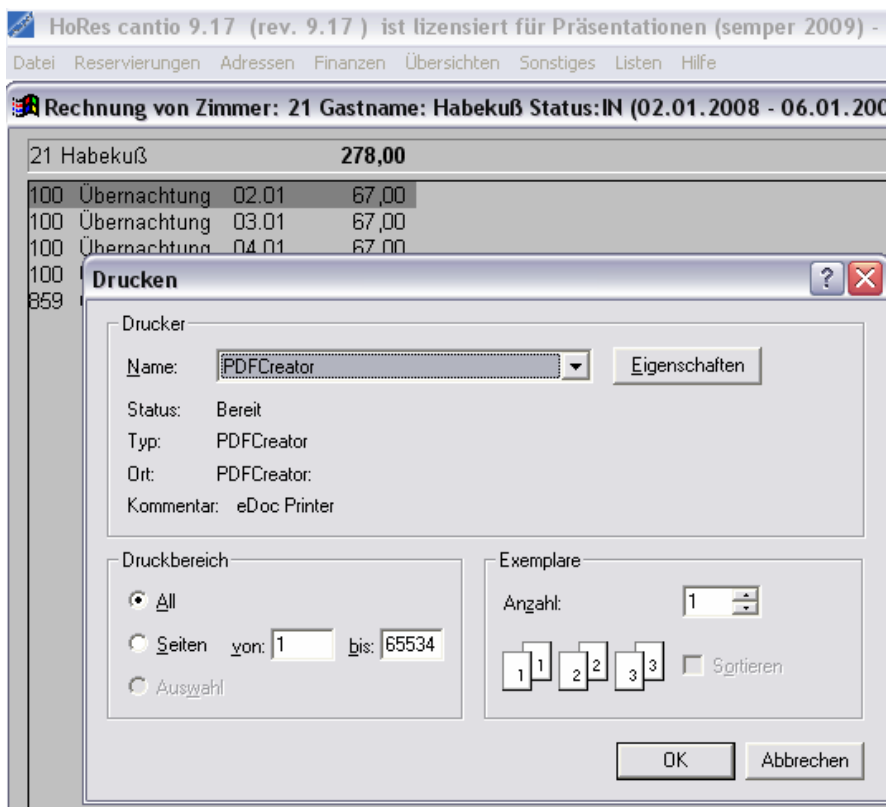 HoRes cantio 9.17 (rev. 9.17 ) ist lizensiert für Präsentationen (semper 2009) -
Datei Reservierungen Adressen Finanzen Übersichten Sonstiges Listen Hilfe
Rechnung von Zimmer: 21 Gastname: Habekuß Status:IN (02.01.2008 - 06.01.200
21 Habekuß 278,00
100 Übernachtung 02.01 67,00
100 Übernachtung 03.01 67,00
100 Übernachtung 04.01 67,00
100
859
Drucken
Drucker
Name: PDFCreator Eigenschaften
Status: Bereit
Typ: PDFCreator
Ort: PDFCreator:
Kommentar: eDoc Printer
Druckbereich
All
Seiten von: 1 bis: 65534
Auswahl
Exemplare
Anzahl: 1
1 1 2 2 3 3 Sortieren
OK Abbrechen